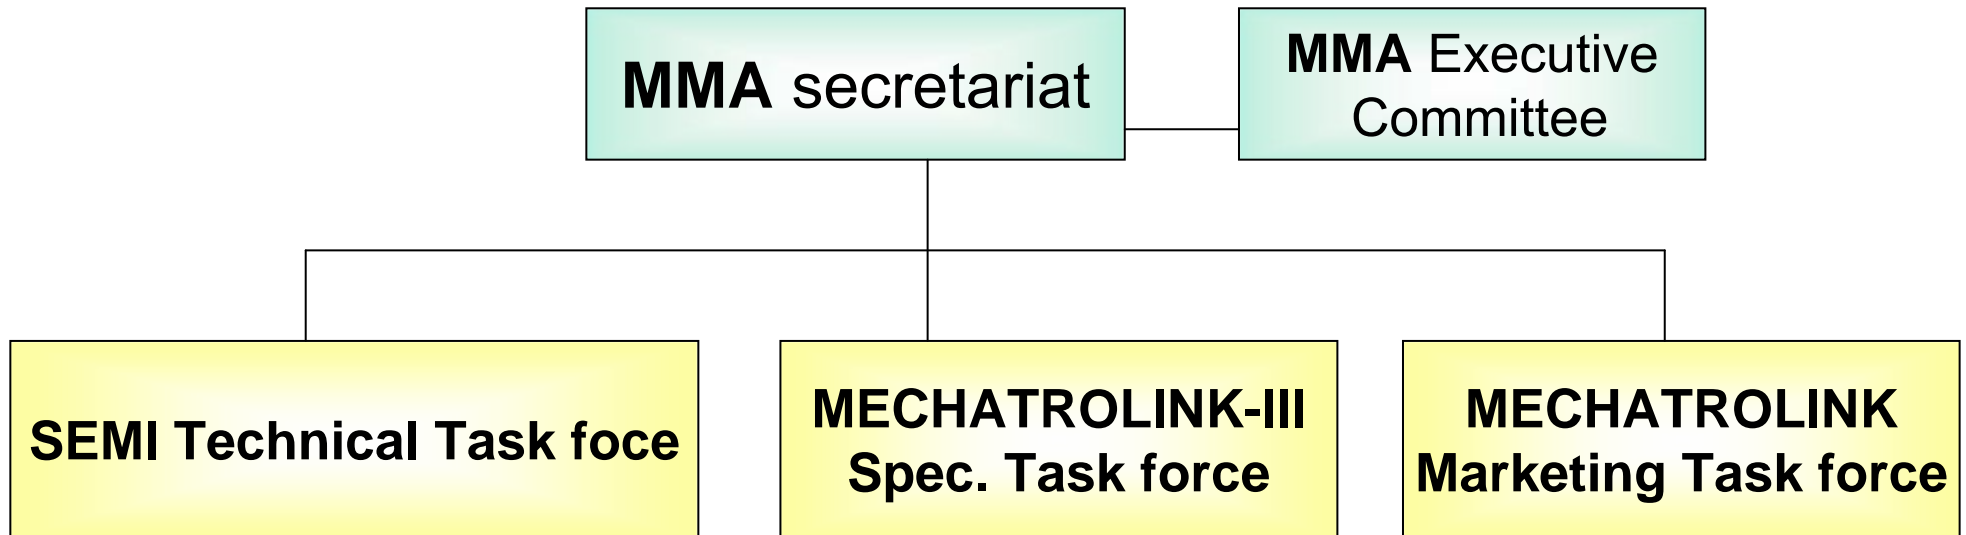 MMA secretariat
MMA Executive
Committee
SEMI Technical Task foce
MECHATROLINK-III
Spec. Task force
MECHATROLINK
Marketing Task force